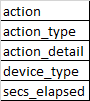 action
action_type
action_detail
device_type
secs_elapsed